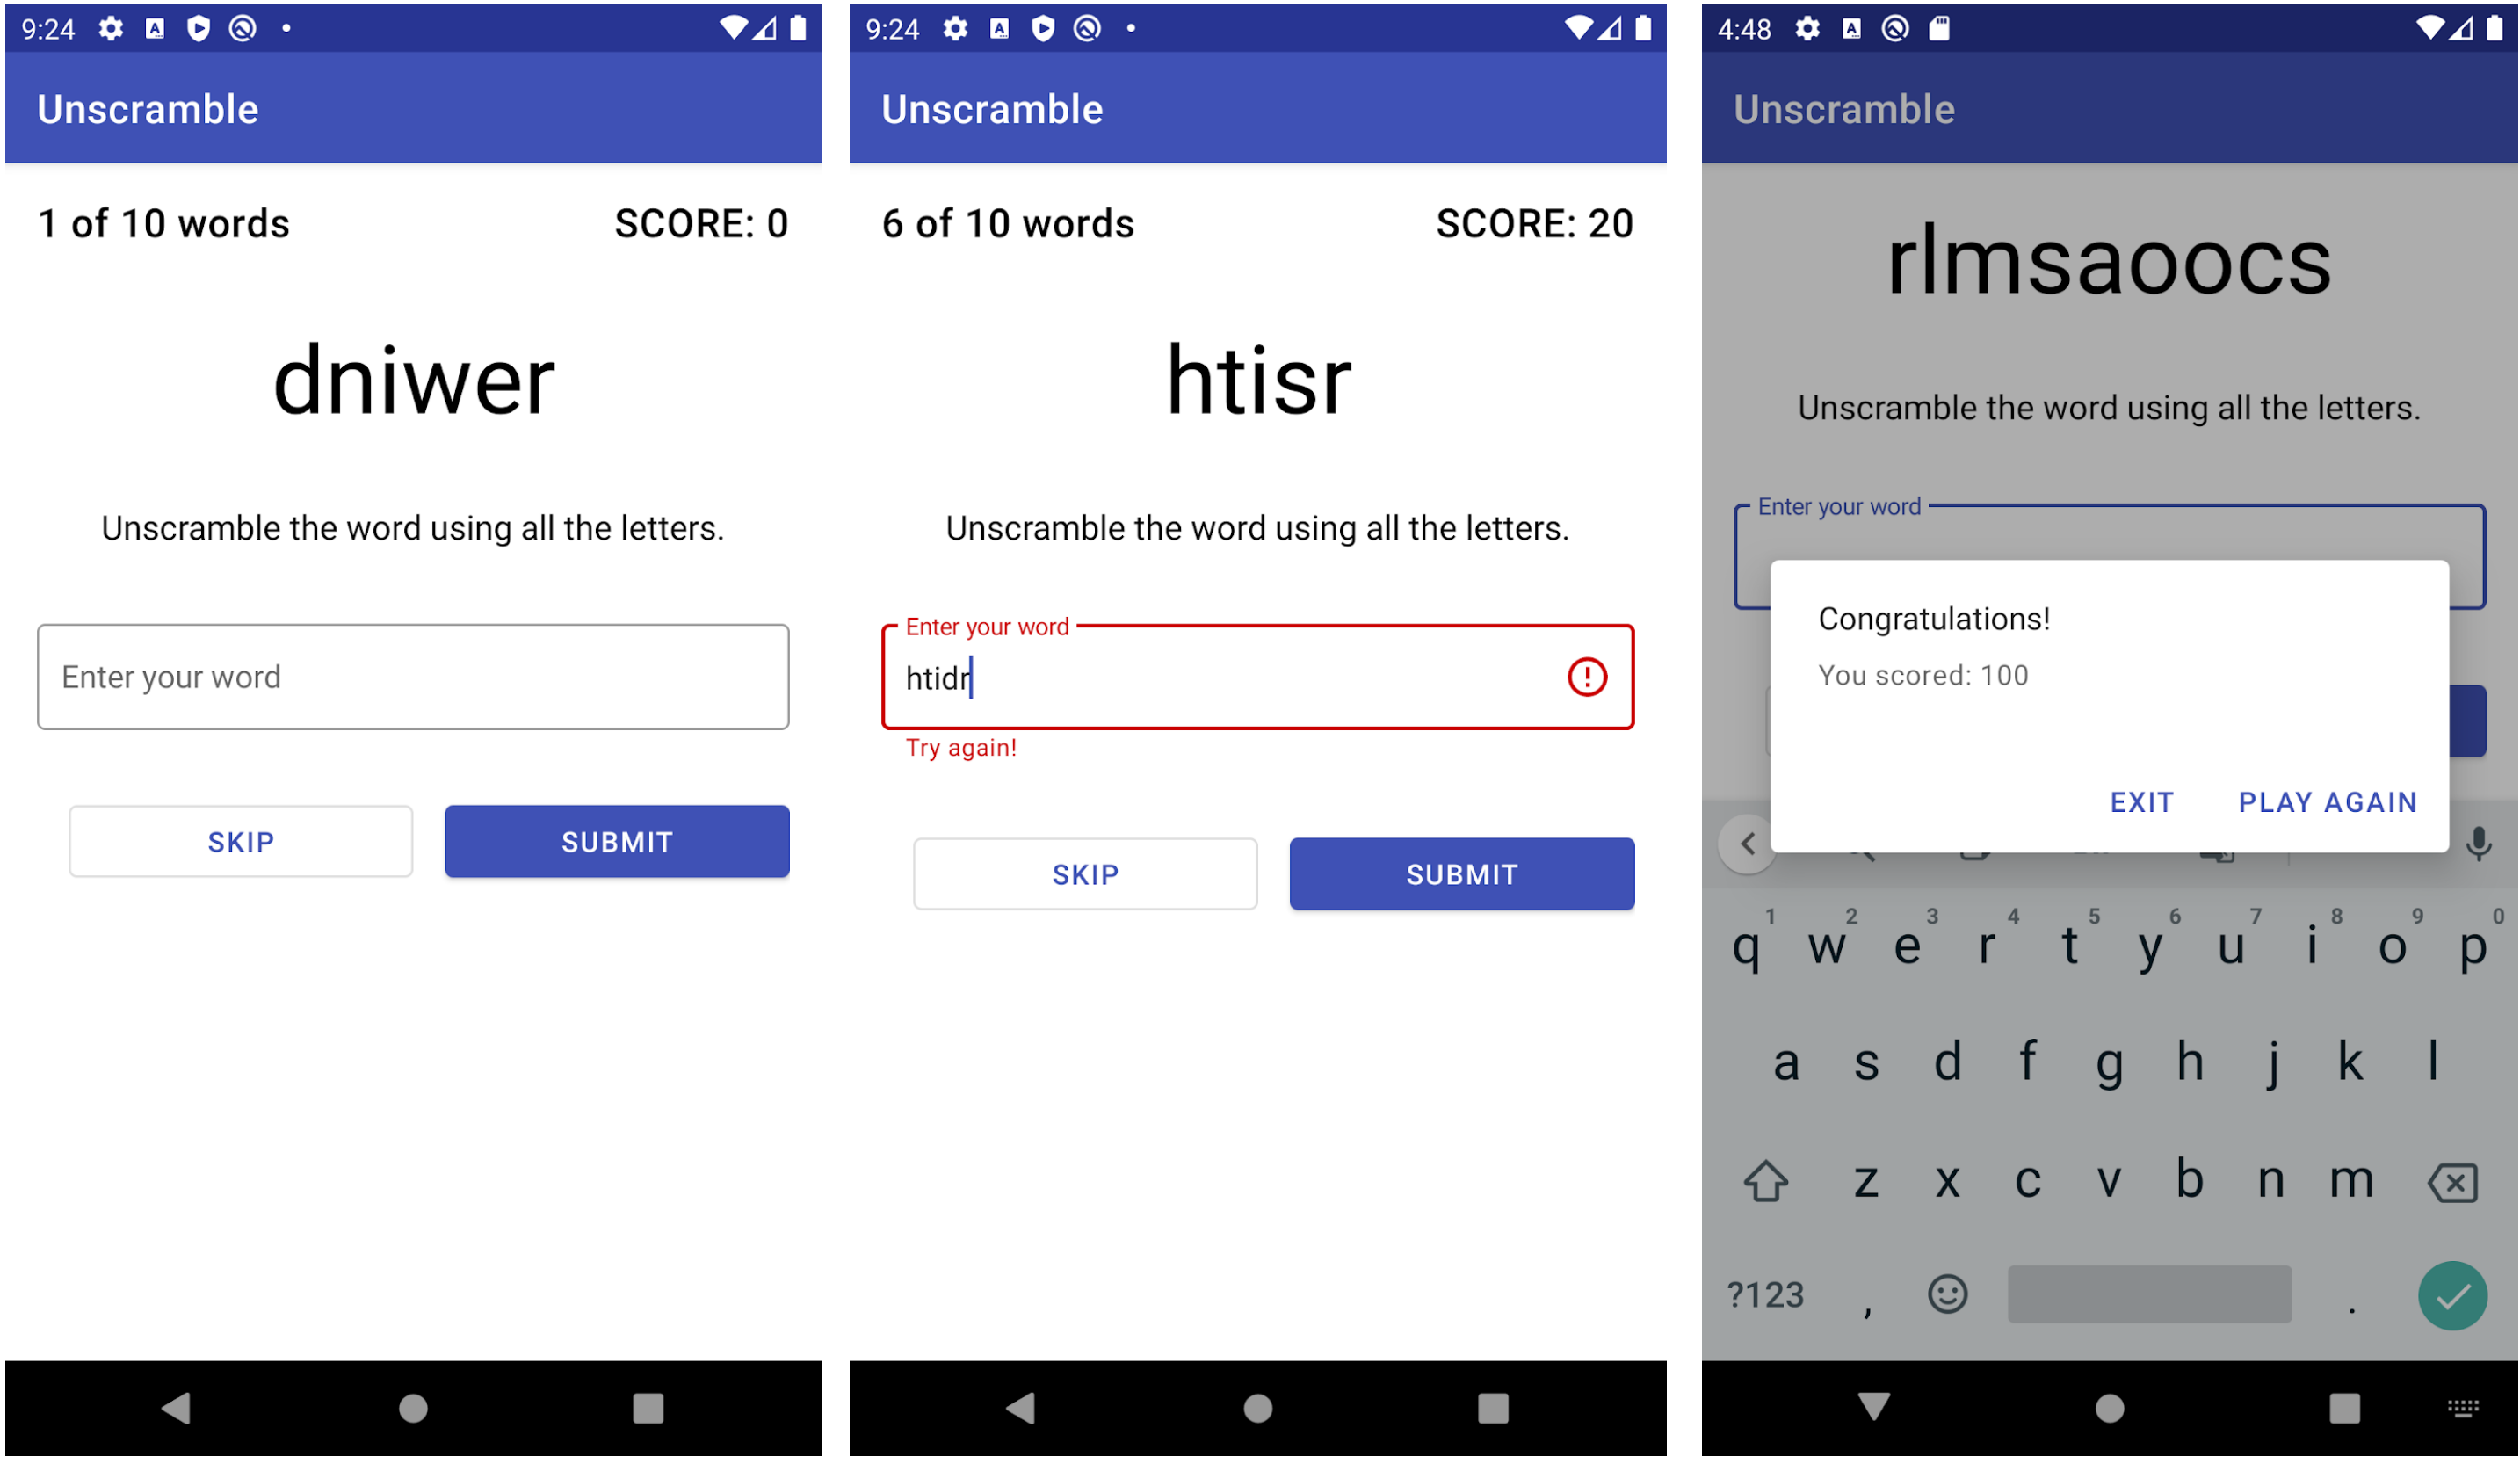 9:24
Unscramble
1 of 10 words SCORE: 0
dniwer
Unscramble the word using all the letters.
Enter your word
SKIP SUBMIT
9:24
Unscramble
6 of 10 words SCORE: 20
htisr
Unscramble the word using all the letters.
Enter your word
htidr
Try again!
SKIP SUBMIT
4:48
Unscramble
rlmsaoocs
Unscramble the word using all the letters.
Enter your word
Congratulations!
You scored: 100
EXIT PLAY AGAIN
1 2 3 4 5 6 7 8 9 0
q w e r t y u i o p
a s d f g h j k l
z x c v b n m
?123 , .